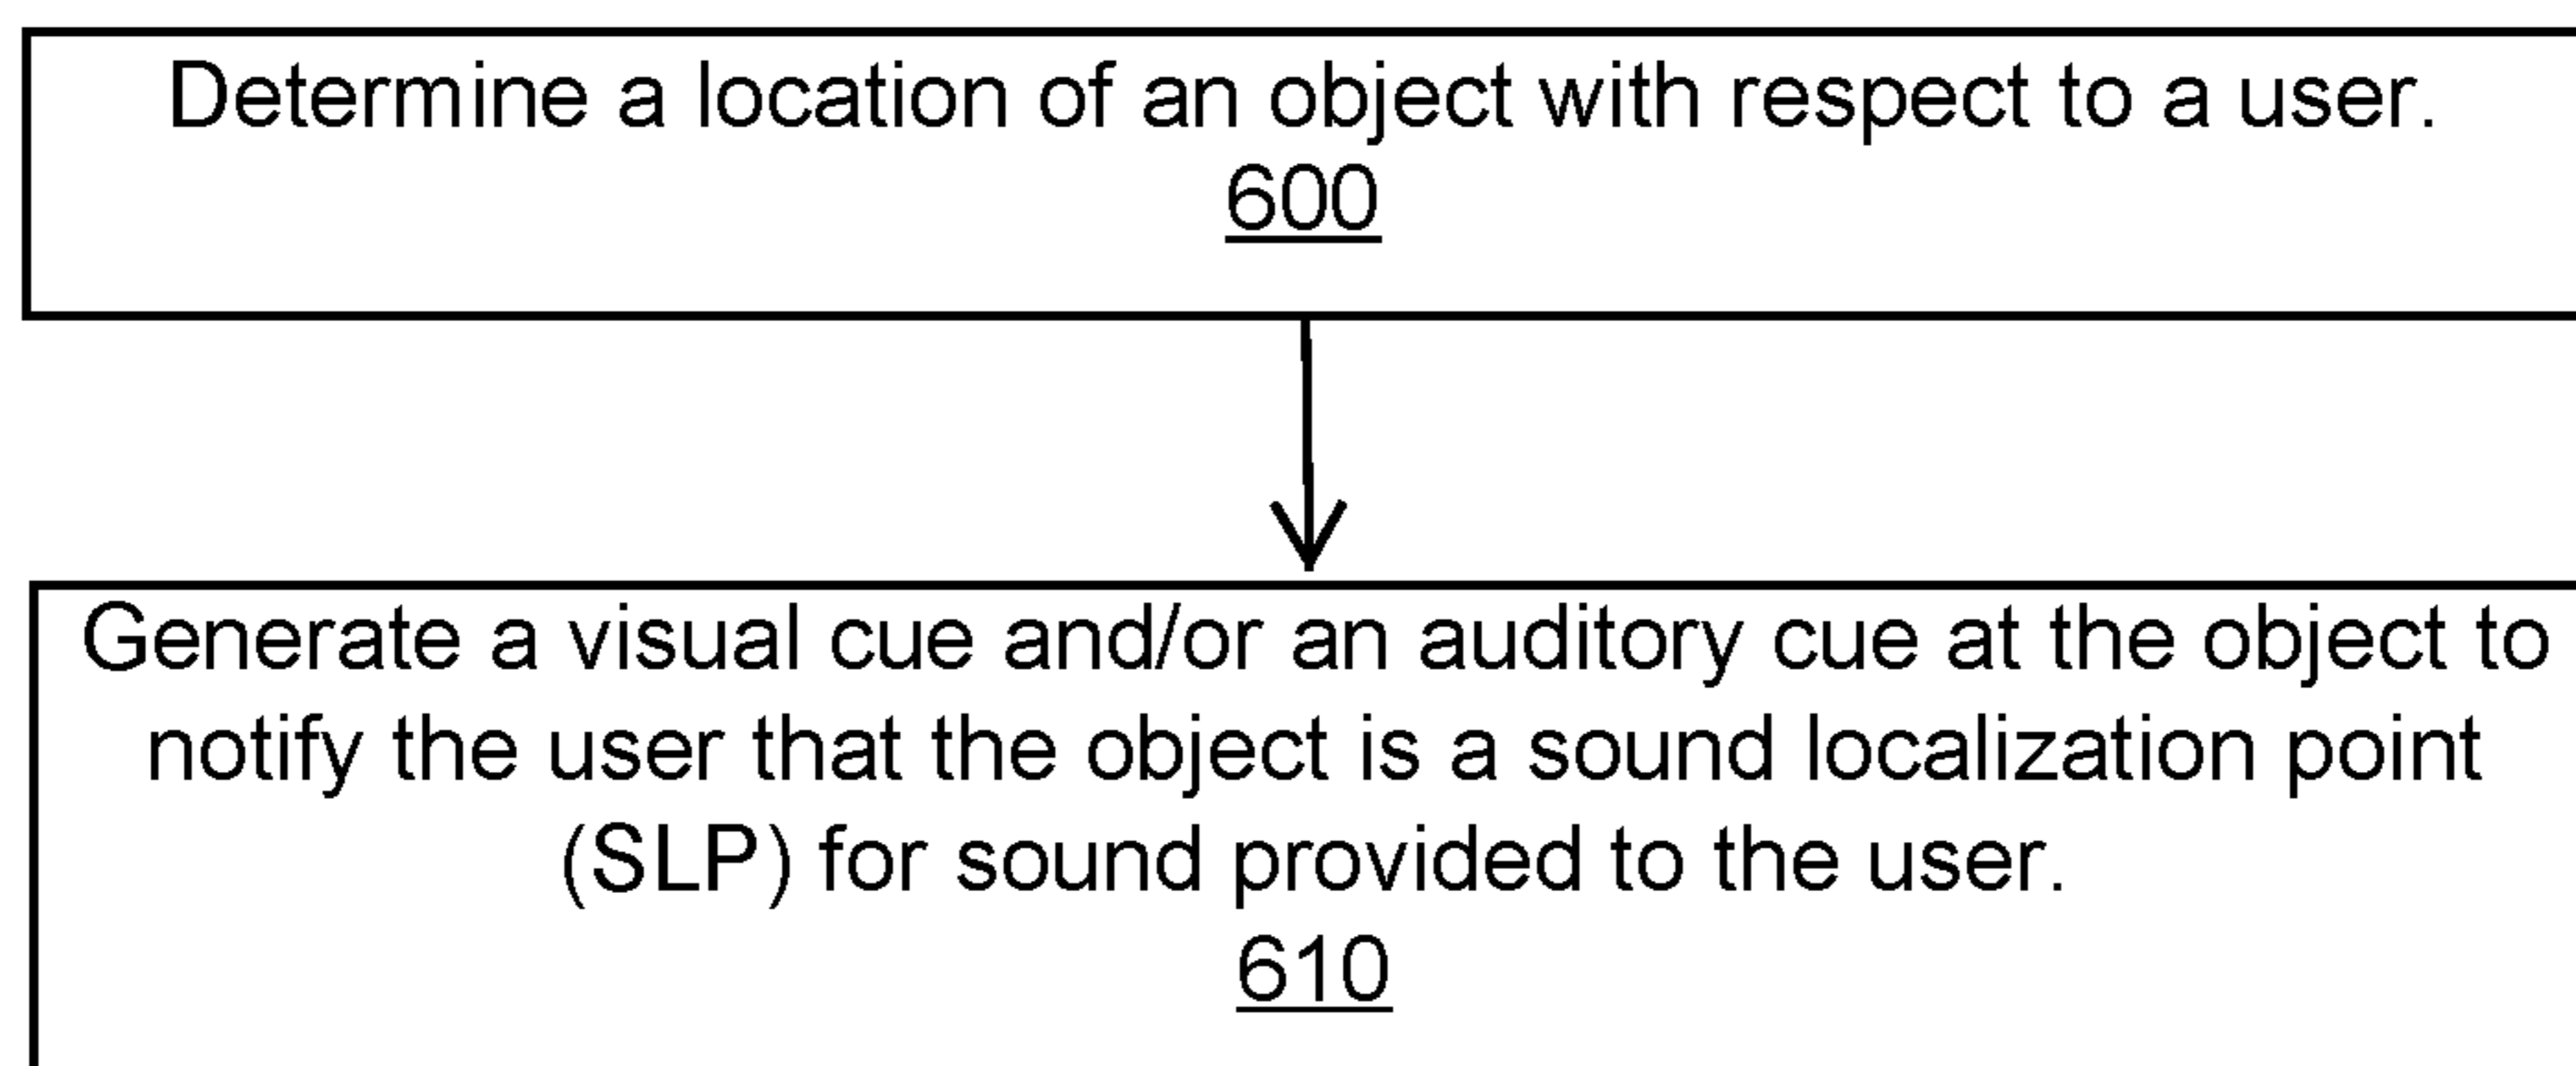 Determine a location of an object with respect to a user.
600
Generate a visual cue and/or an auditory cue at the object to
notify the user that the object is a sound localization point
(SLP) for sound provided to the user.
610